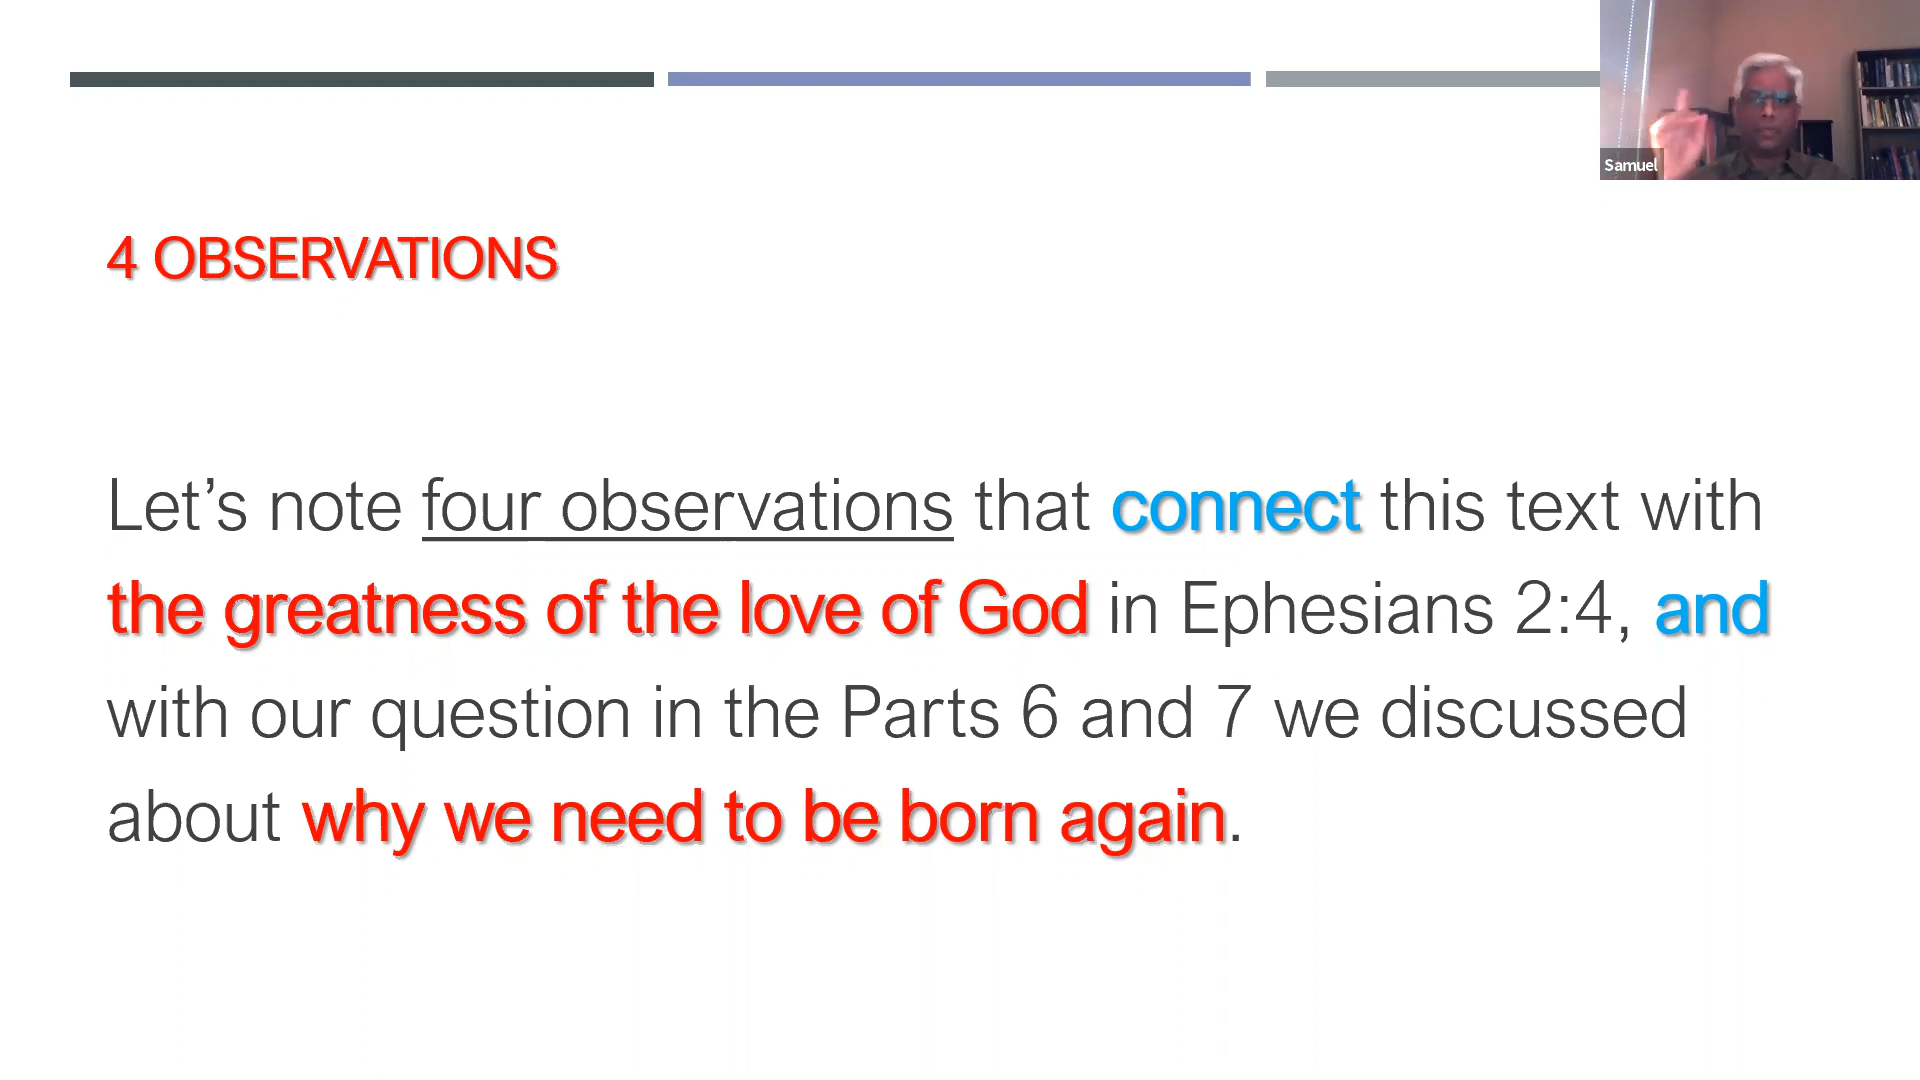 Samuel
4 OBSERVATIONS
Let’s note four observations that connect this text with
the greatness of the love of God in Ephesians 2:4, and
with our question in the Parts 6 and 7 we discussed
about why we need to be born again.